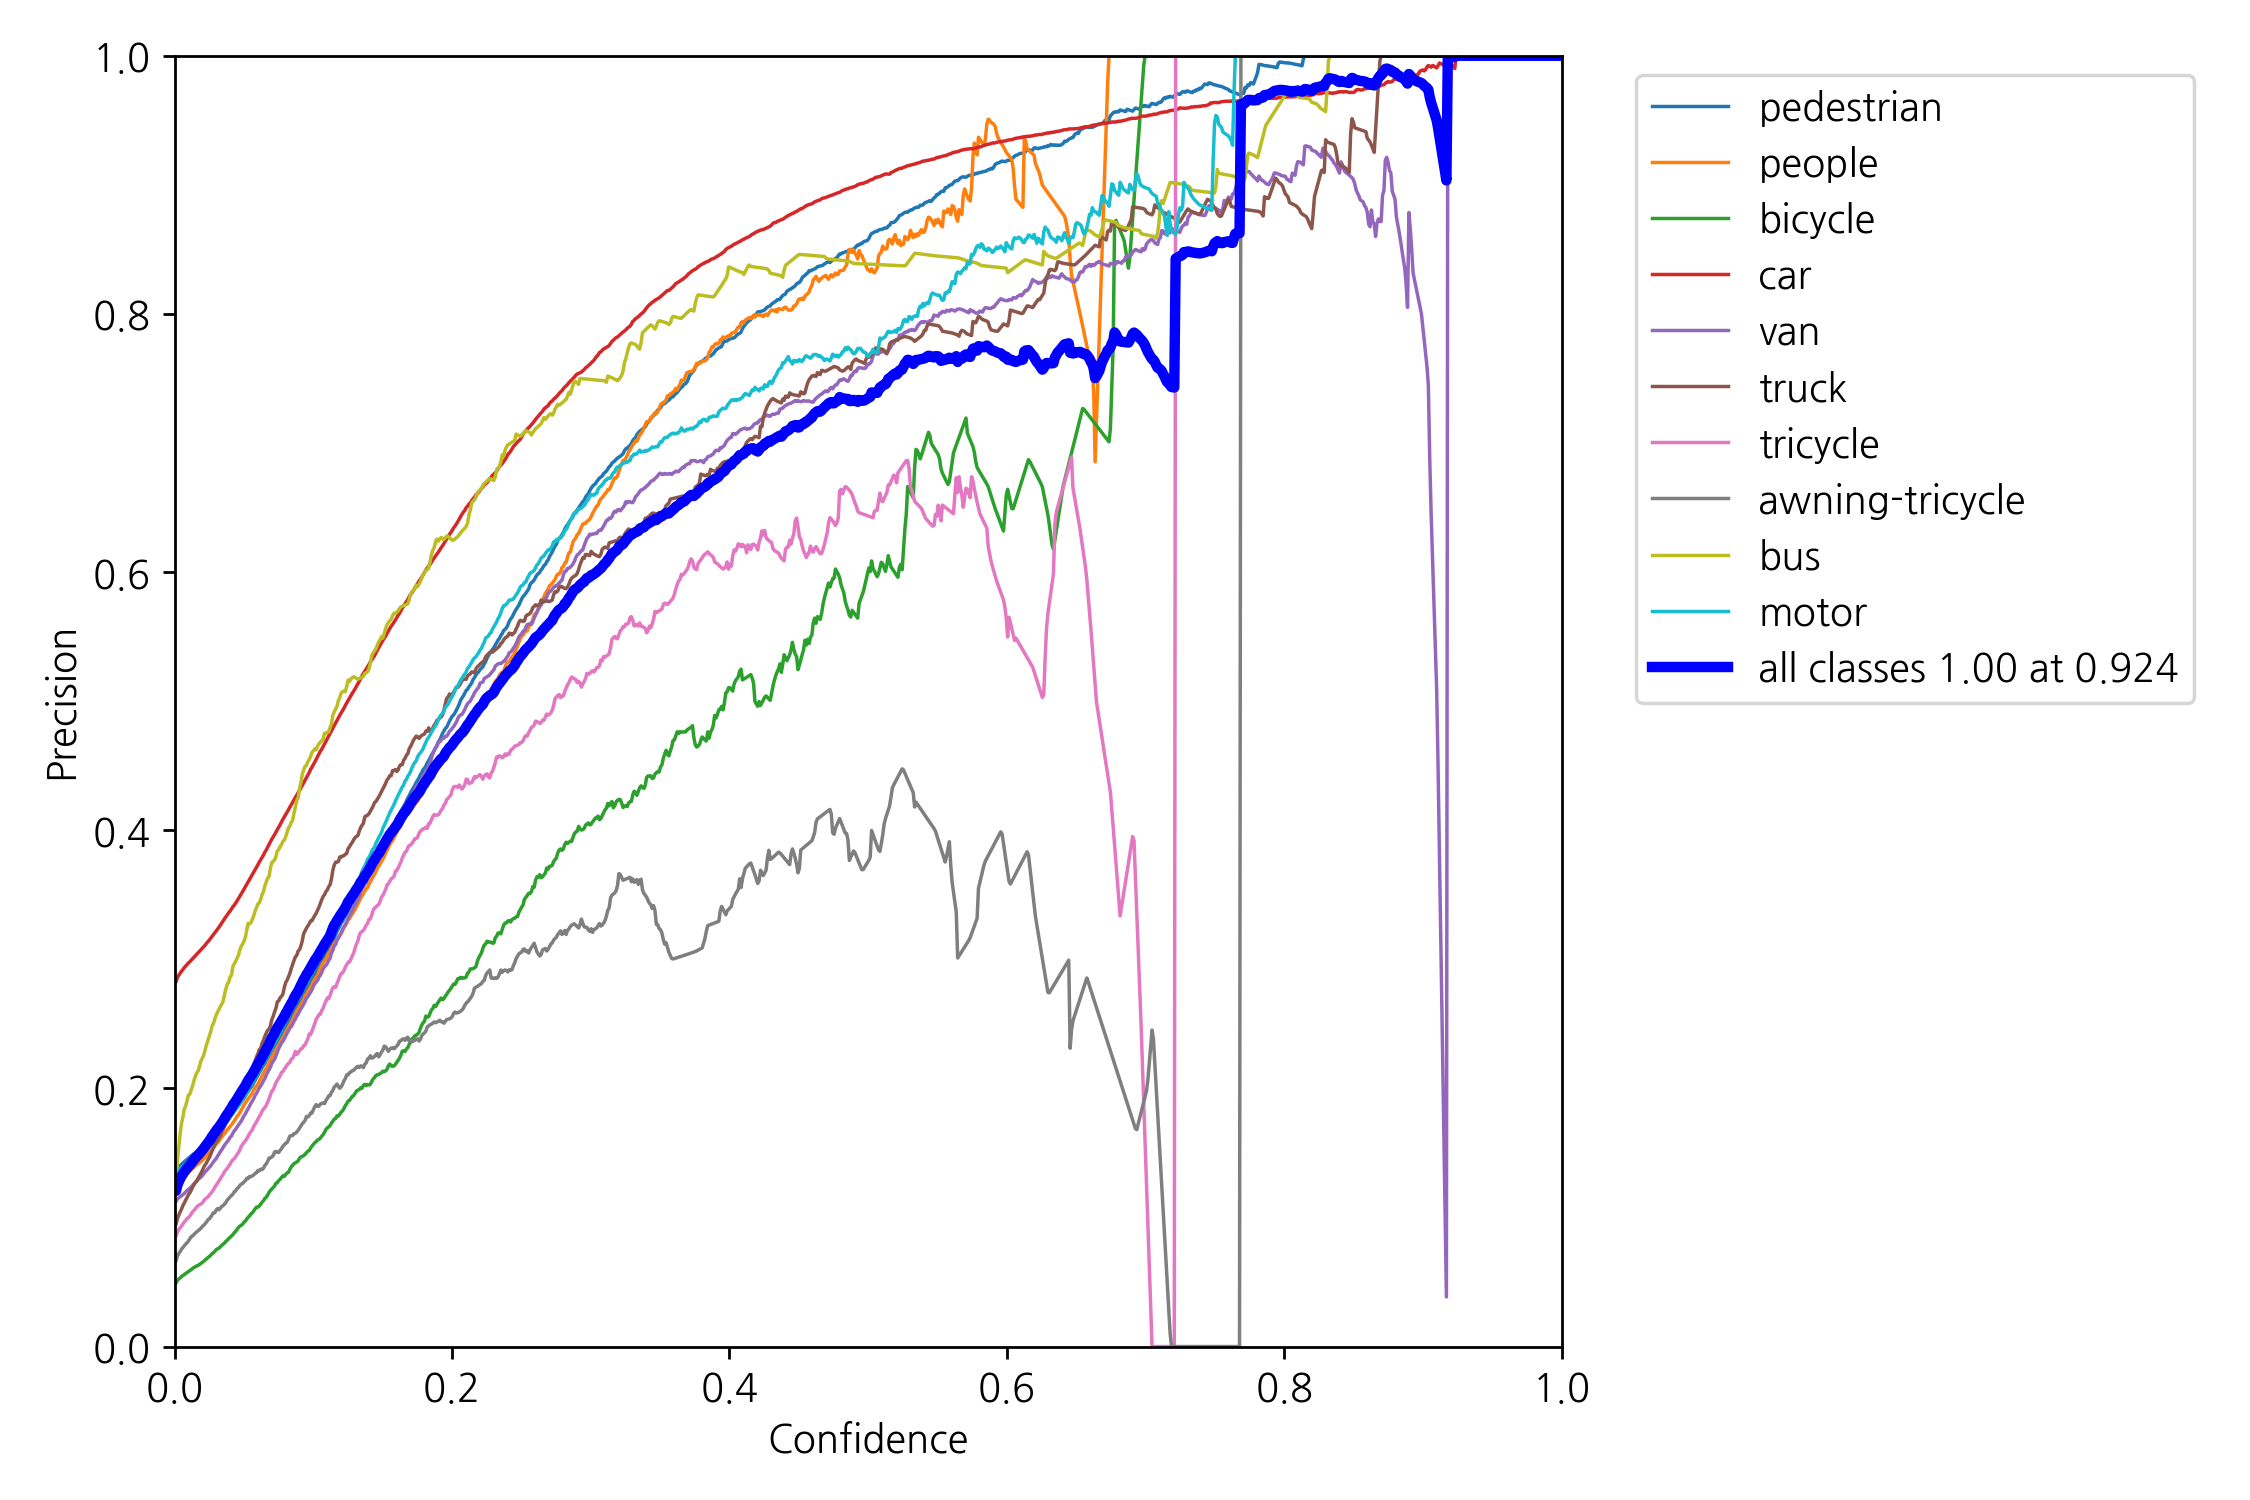 1.0
0.8
0.6
0.4
0.2
0.0
0.0 0.2 0.4 0.6 0.8 1.0
Precision
Confidence
pedestrian
people
bicycle
car
van
truck
tricycle
awning-tricycle
bus
motor
all classes 1.00 at 0.924